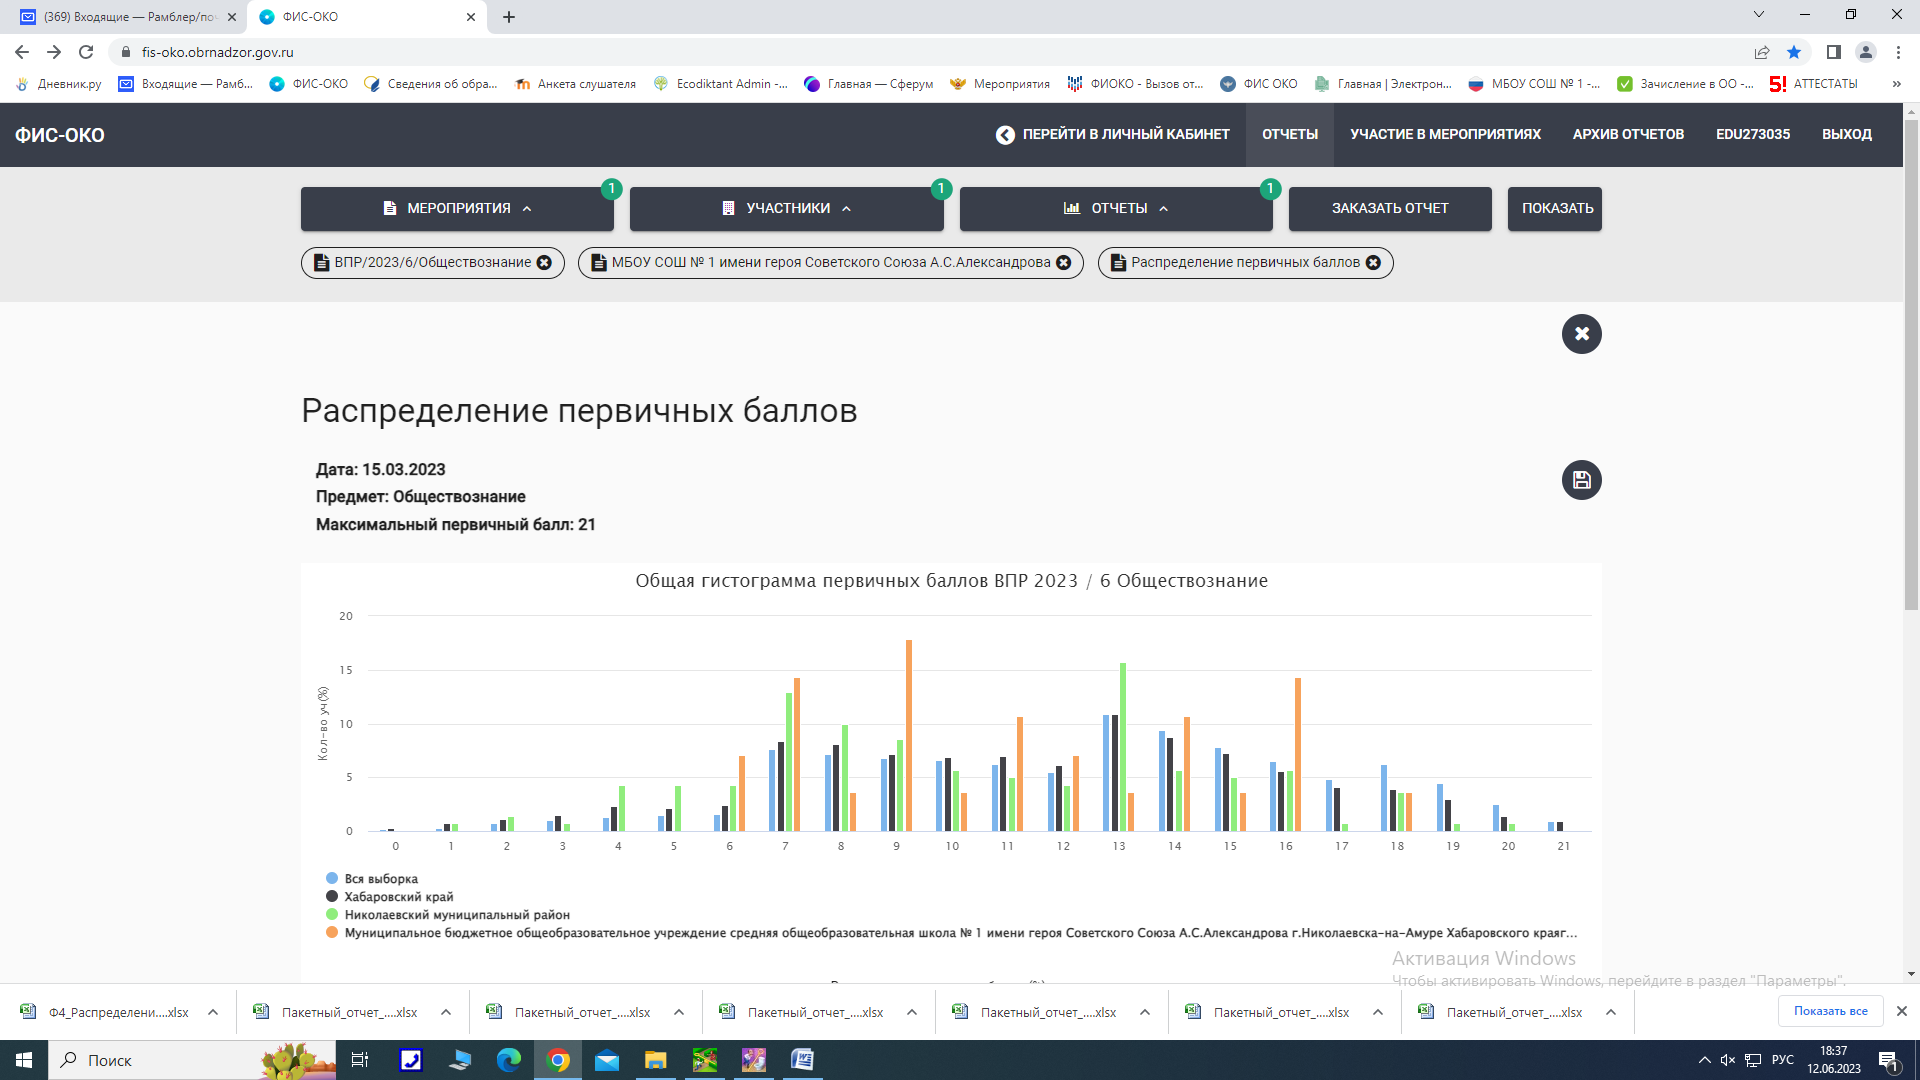 (369) Входящие — Рамблер/поч
ФИС-ОКО
fis-oko.obrnadzor.gov.ru
Дневник.ру
Входящие — Рамб...
ФИС-ОКО
Сведения об обра...
Анкета слушателя
Ecodiktant Admin -...
Главная — Сферум
Мероприятия
ФИОКО - Вызов от...
ФИС ОКО
Главная | Электрон...
МБОУ СОШ № 1 -...
Зачисление в ОО -...
5! АТТЕСТАТЫ
»
ФИС-ОКО
ПЕРЕЙТИ В ЛИЧНЫЙ КАБИНЕТ
ОТЧЕТЫ
УЧАСТИЕ В МЕРОПРИЯТИЯХ
АРХИВ ОТЧЕТОВ
EDU273035
ВЫХОД
МЕРОПРИЯТИЯ 1
УЧАСТНИКИ 1
ОТЧЕТЫ 1
ЗАКАЗАТЬ ОТЧЕТ
ПОКАЗАТЬ
ВПР/2023/6/Обществознание
МБОУ СОШ № 1 имени героя Советского Союза А.С.Александрова
Распределение первичных баллов
Распределение первичных баллов
Дата: 15.03.2023
Предмет: Обществознание
Максимальный первичный балл: 21
Общая гистограмма первичных баллов ВПР 2023 / 6 Обществознание
Кол-во уч(%)
20
15
10
5
0
0 1 2 3 4 5 6 7 8 9 10 11 12 13 14 15 16 17 18 19 20 21
Вся выборка
Хабаровский край
Николаевский муниципальный район
Муниципальное бюджетное общеобразовательное учреждение средняя общеобразовательная школа № 1 имени героя Советского Союза А.С.Александрова г.Николаевска-на-Амуре Хабаровского краяг...
Активация Windows
Чтобы активировать Windows, перейдите в раздел "Параметры".
Ф4_Распределени....xlsx
Пакетный_отчет_....xlsx
Пакетный_отчет_....xlsx
Пакетный_отчет_....xlsx
Пакетный_отчет_....xlsx
Пакетный_отчет_....xlsx
Пакетный_отчет_....xlsx
Показать все
Поиск
РУС
18:37
12.06.2023
1